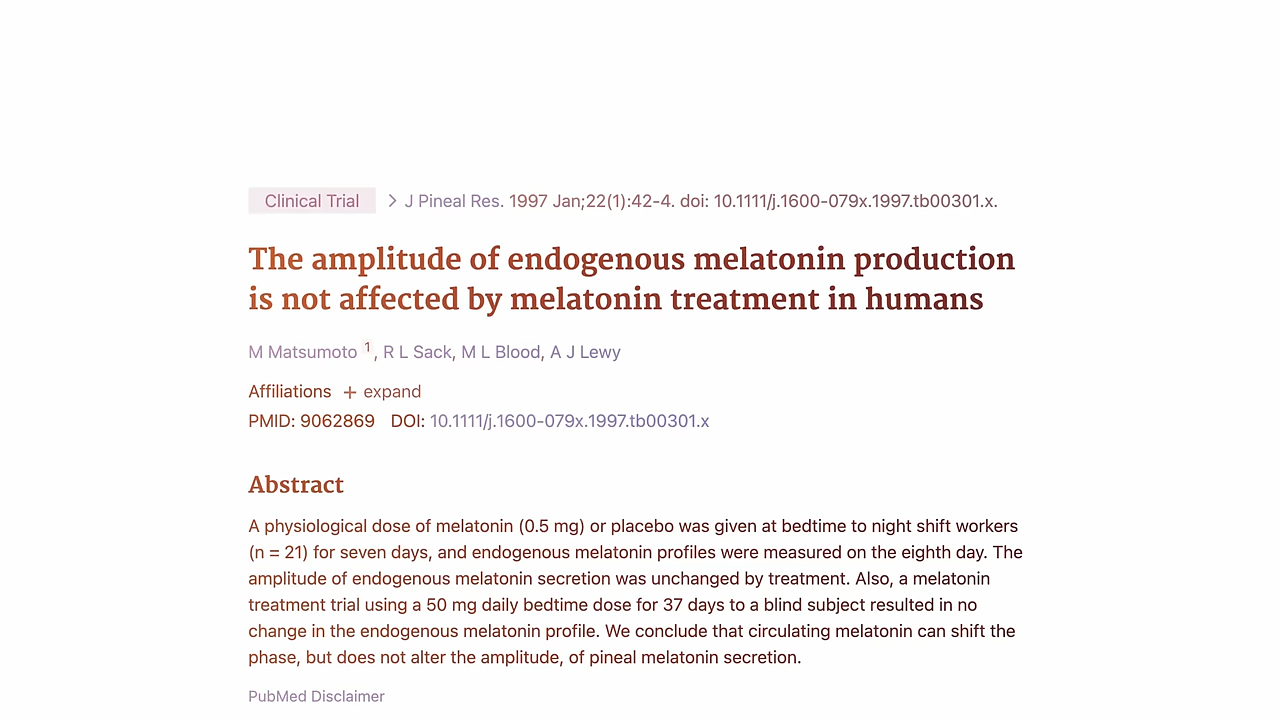 Clinical Trial > J Pineal Res. 1997 Jan;22(1):42-4. doi: 10.1111/j.1600-079x.1997.tb00301.x.
The amplitude of endogenous melatonin production
is not affected by melatonin treatment in humans
M Matsumoto 1, R L Sack, M L Blood, A J Lewy
Affiliations + expand
PMID: 9062869 DOI: 10.1111/j.1600-079x.1997.tb00301.x
Abstract
A physiological dose of melatonin (0.5 mg) or placebo was given at bedtime to night shift workers
(n = 21) for seven days, and endogenous melatonin profiles were measured on the eighth day. The
amplitude of endogenous melatonin secretion was unchanged by treatment. Also, a melatonin
treatment trial using a 50 mg daily bedtime dose for 37 days to a blind subject resulted in no
change in the endogenous melatonin profile. We conclude that circulating melatonin can shift the
phase, but does not alter the amplitude, of pineal melatonin secretion.
PubMed Disclaimer